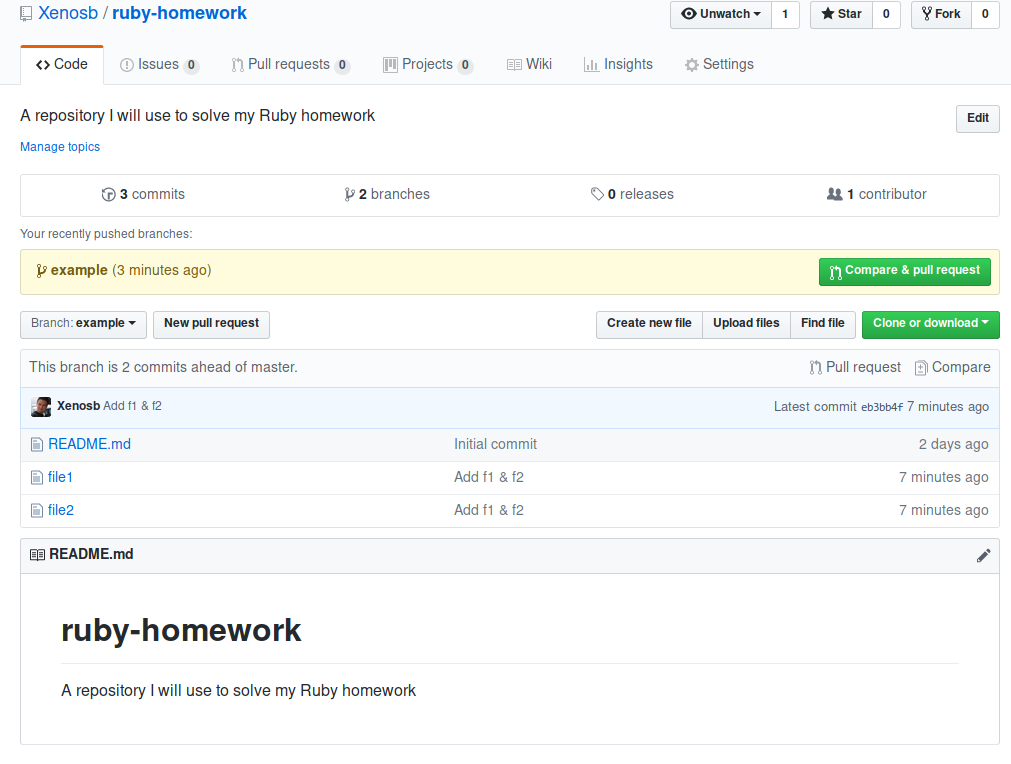 Xenosb / ruby-homework
Unwatch 1 Star 0 Fork 0
Code Issues 0 Pull requests 0 Projects 0 Wiki Insights Settings
A repository I will use to solve my Ruby homework Edit
Manage topics
3 commits 2 branches 0 releases 1 contributor
Your recently pushed branches:
example (3 minutes ago) Compare & pull request
Branch: example New pull request Create new file Upload files Find file Clone or download
This branch is 2 commits ahead of master. Pull request Compare
Xenosb Add f1 & f2 Latest commit eb3bb4f 7 minutes ago
README.md Initial commit 2 days ago
file1 Add f1 & f2 7 minutes ago
file2 Add f1 & f2 7 minutes ago
README.md
ruby-homework
A repository I will use to solve my Ruby homework